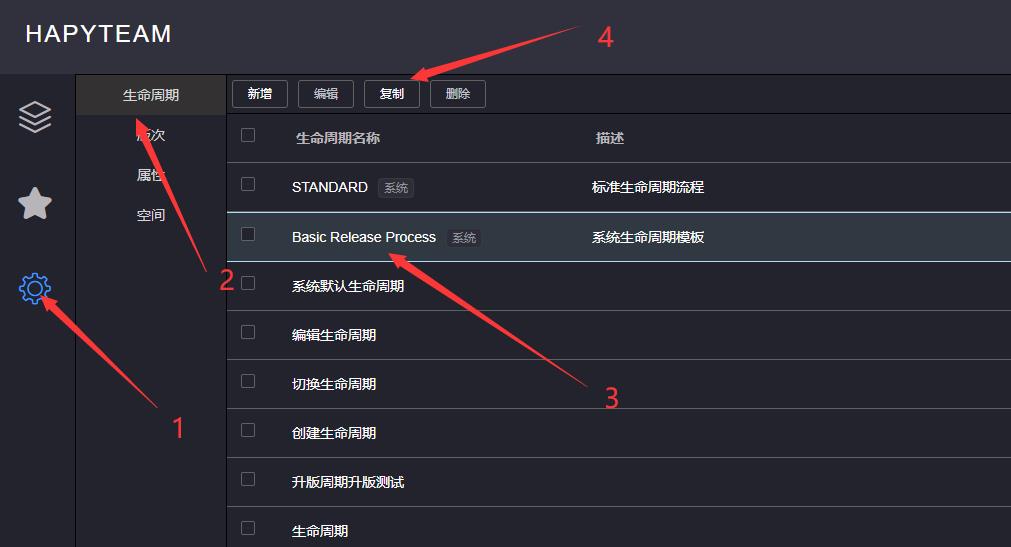 HAPYTEAM
4
生命周期
新增 编辑 复制 删除
次
生命周期名称 描述
属性
STANDARD 系统 标准生命周期流程
空间
Basic Release Process 系统 系统生命周期模板
2
系统默认生命周期
编辑生命周期
切换生命周期
3
1
创建生命周期
升版周期升版测试
生命周期